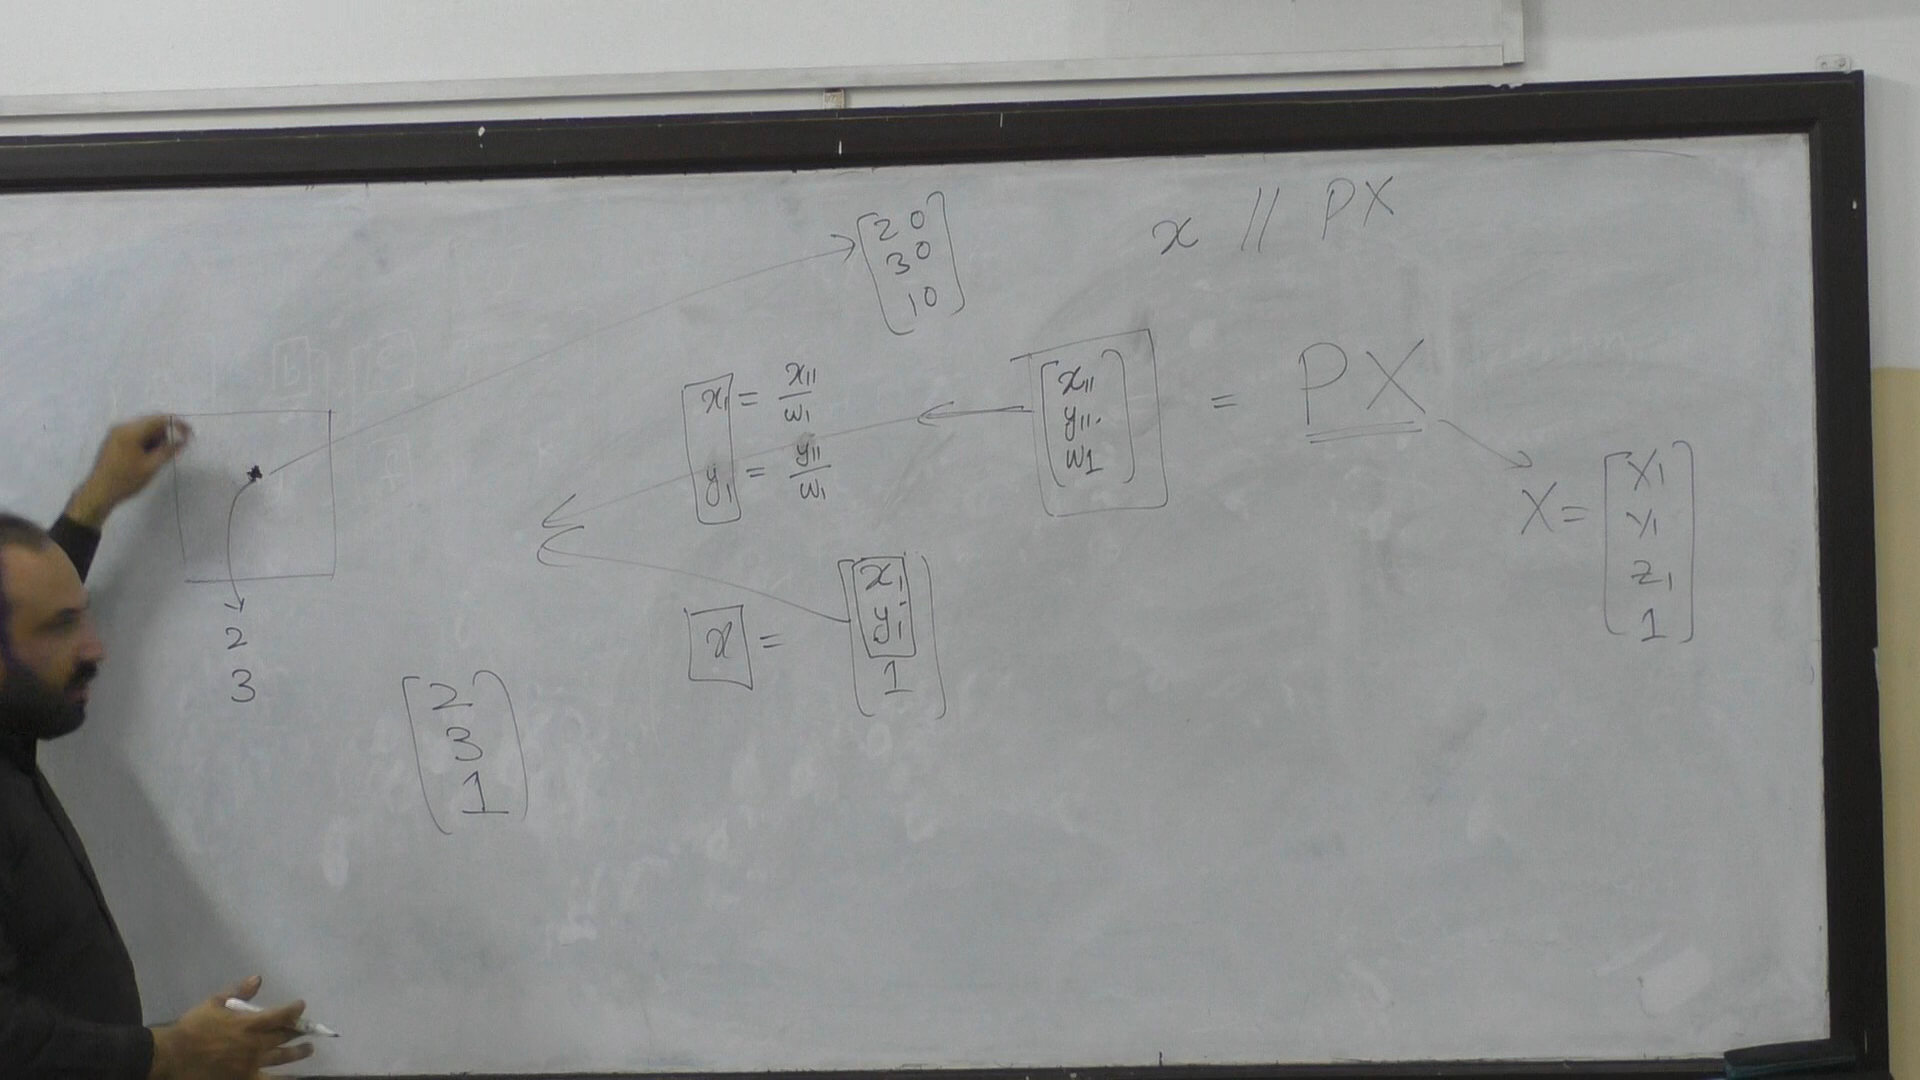 x // PX
[20
30
10]
x₁ = x₁₁/w₁
y₁ = y₁₁/w₁
[x₁₁
y₁₁
w1] = PX
X = [X₁
Y₁
Z₁
1]
x = [x₁
y₁
1]
2
3
[2
3
1]